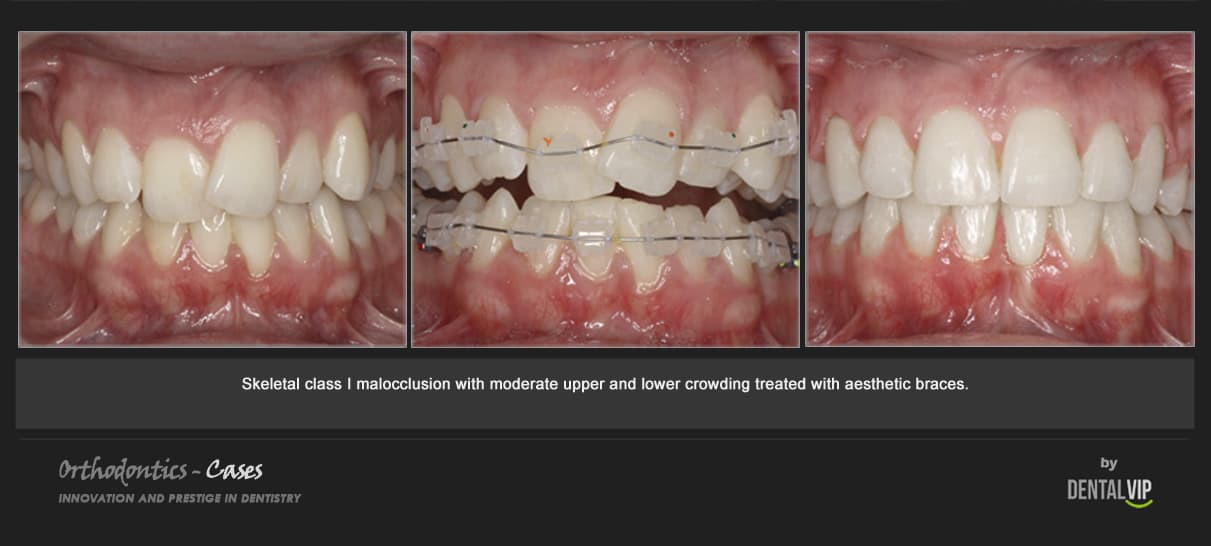 Skeletal class I malocclusion with moderate upper and lower crowding treated with aesthetic braces.
Orthodontics - Cases
INNOVATION AND PRESTIGE IN DENTISTRY
by
DENTALVIP